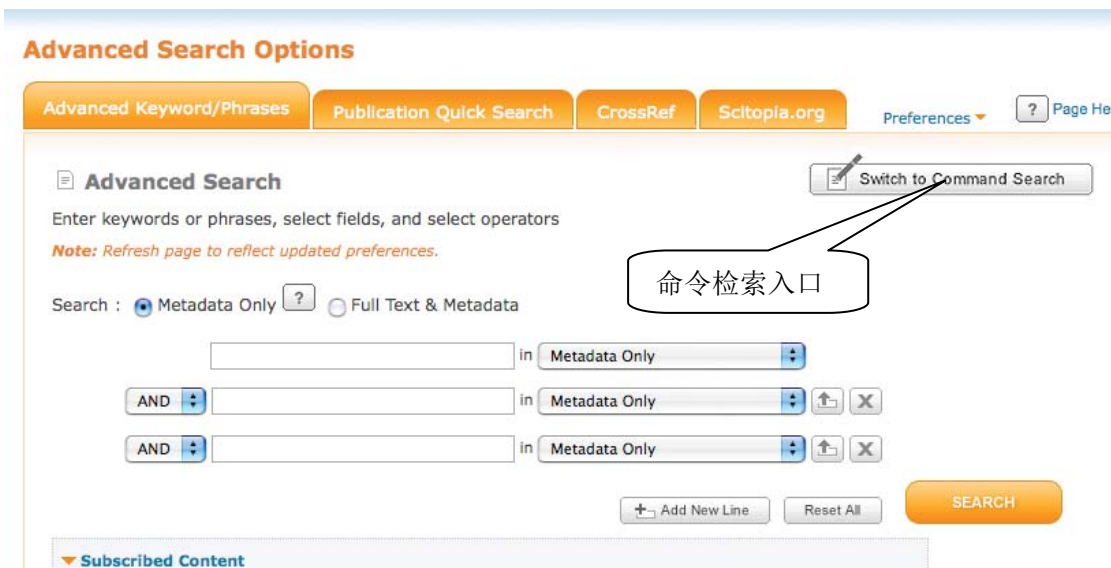 Advanced Search Options
Advanced Keyword/Phrases Publication Quick Search CrossRef Scitopia.org Preferences ? Page He
Advanced Search Switch to Command Search
Enter keywords or phrases, select fields, and select operators
Note: Refresh page to reflect updated preferences.
命令检索入口
Search : Metadata Only ? Full Text & Metadata
in Metadata Only
AND in Metadata Only
AND in Metadata Only
Add New Line Reset All SEARCH
Subscribed Content